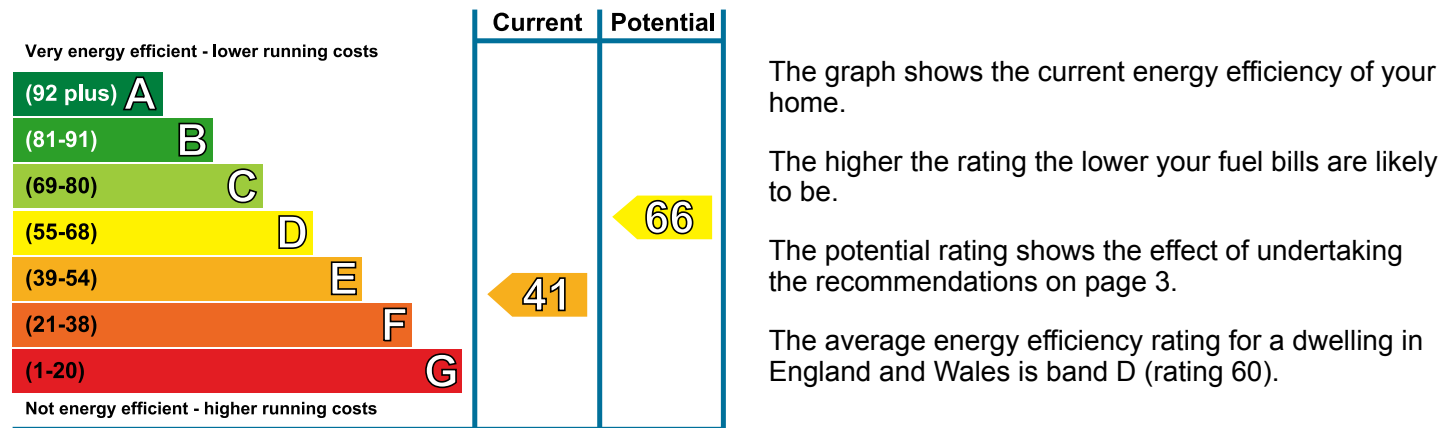 Current Potential
Very energy efficient - lower running costs
(92 plus) A
(81-91) B
(69-80) C
(55-68) D
(39-54) E
(21-38) F
(1-20) G
Not energy efficient - higher running costs
41
66
The graph shows the current energy efficiency of your
home.
The higher the rating the lower your fuel bills are likely
to be.
The potential rating shows the effect of undertaking
the recommendations on page 3.
The average energy efficiency rating for a dwelling in
England and Wales is band D (rating 60).